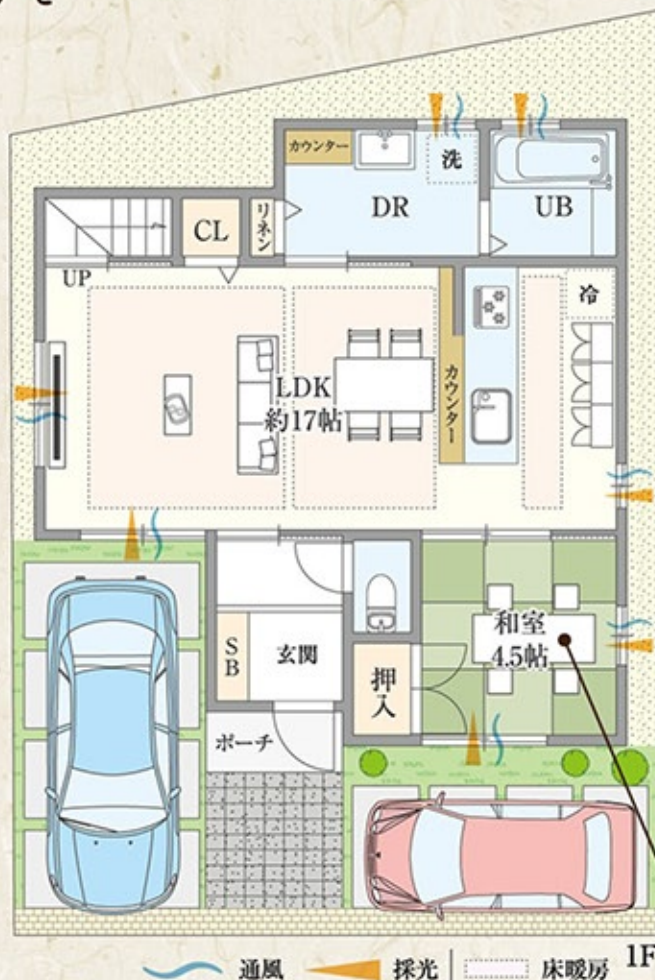 カウンター
洗
DR
UB
CL
リネン
UP
冷
LDK
約17帖
カウンター
和室
4.5帖
SB
玄関
押入
ポーチ
通風
採光
床暖房
1F